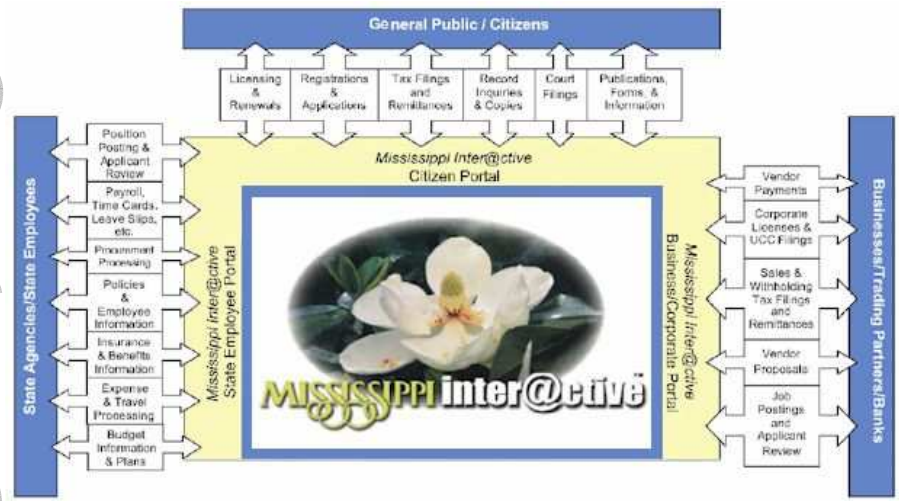 General Public / Citizens
Licensing
&
Renewals
Registrations
&
Applications
Tax Filings
and
Remittances
Record
Inquiries
& Copies
Court
Filings
Publications,
Forms, &
Information
State Agencies/State Employees
Position
Posting &
Applicant
Review
Payroll,
Time Cards,
Leave Slips,
etc.
Procurement
Processing
Policies
&
Employee
Information
Insurance
& Benefits
Information
Expense
& Travel
Processing
Budget
Information
& Plans
Mississippi Inter@ctive
Citizen Portal
Mississippi Inter@ctive
State Employee Portal
MISSISSIPPI inter@ctive™
Mississippi Inter@ctive
Business/Corporate Portal
Vendor
Payments
Corporate
Licenses &
UCC Filings
Sales &
Withholding
Tax Filings
and
Remittances
Vendor
Proposals
Job
Postings
and
Applicant
Review
Businesses/Trading Partners/Banks